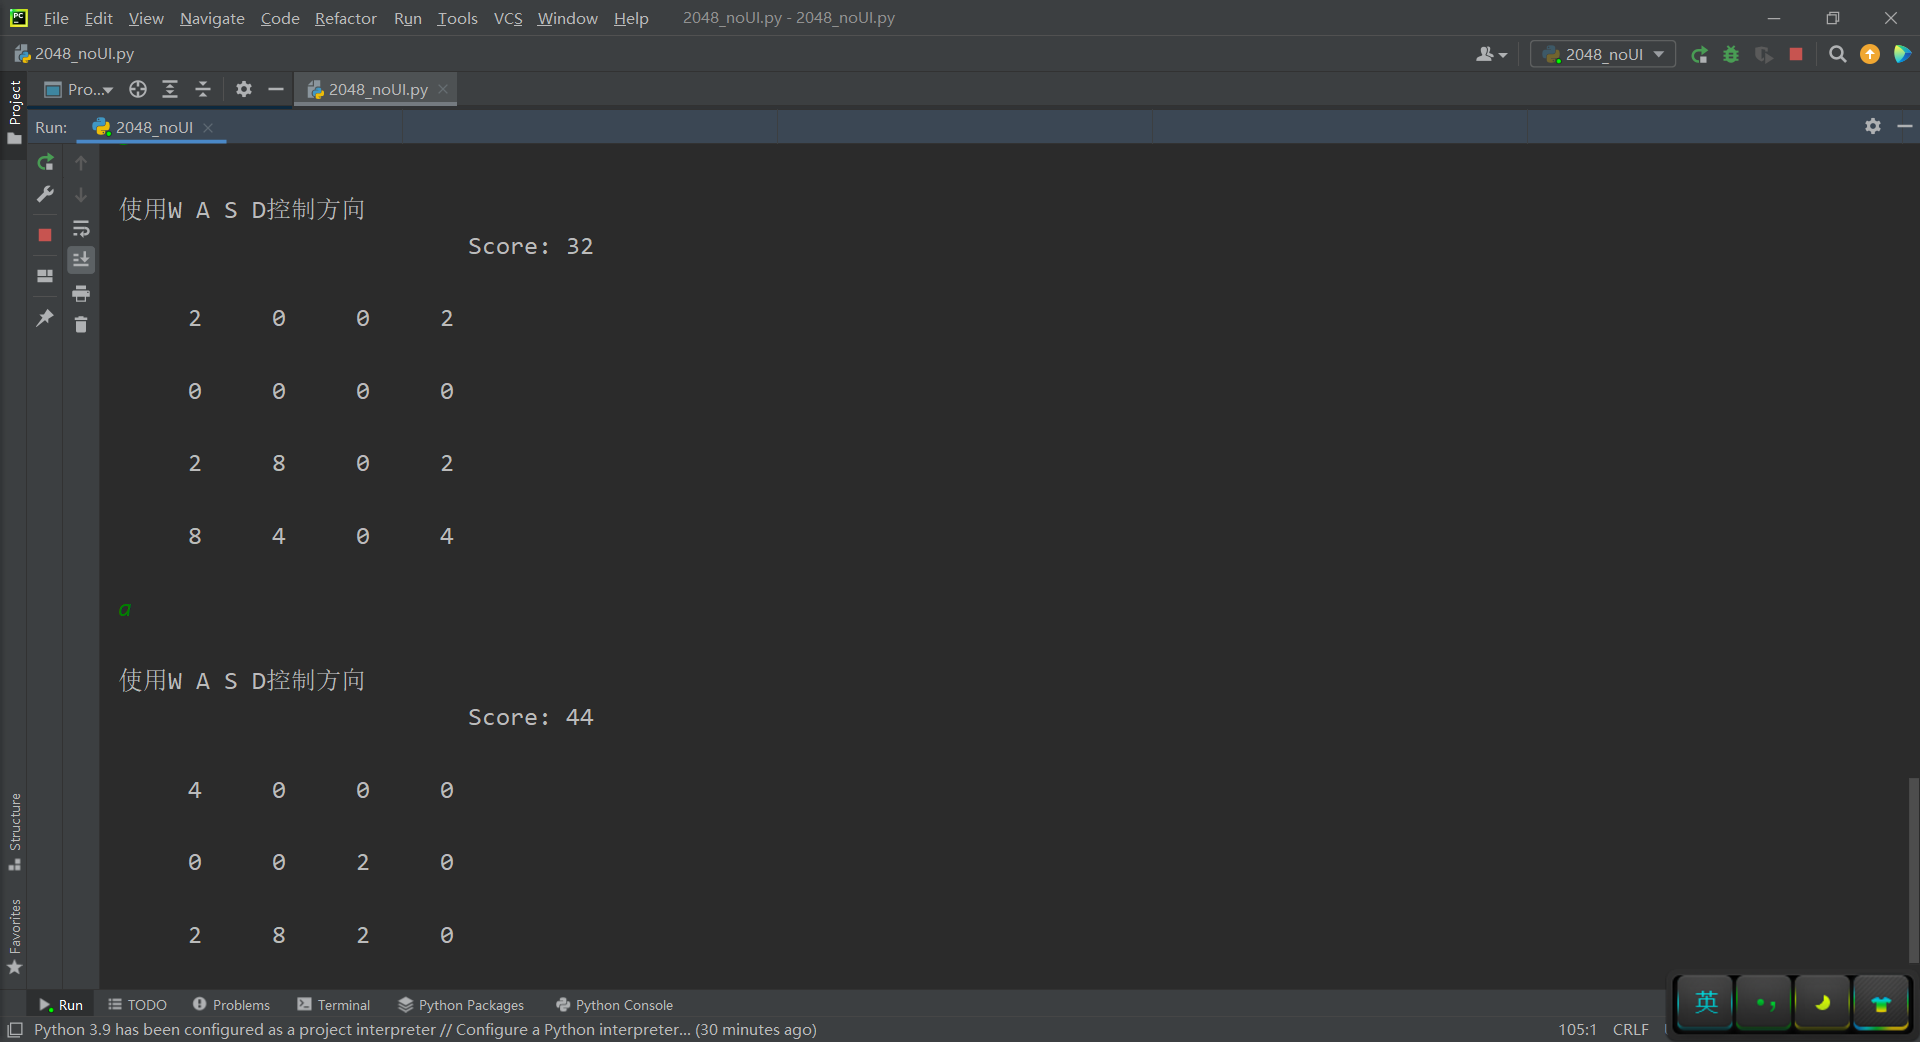 PC File Edit View Navigate Code Refactor Run Tools VCS Window Help 2048_noUI.py - 2048_noUI.py
2048_noUI.py 2048_noUI
Project Pro... 2048_noUI.py
Run: 2048_noUI
使用W A S D控制方向
Score: 32
2 0 0 2
0 0 0 0
2 8 0 2
8 4 0 4
a
使用W A S D控制方向
Score: 44
4 0 0 0
0 0 2 0
2 8 2 0
Structure
Favorites
Run TODO Problems Terminal Python Packages Python Console
Python 3.9 has been configured as a project interpreter // Configure a Python interpreter... (30 minutes ago) 105:1 CRLF
英